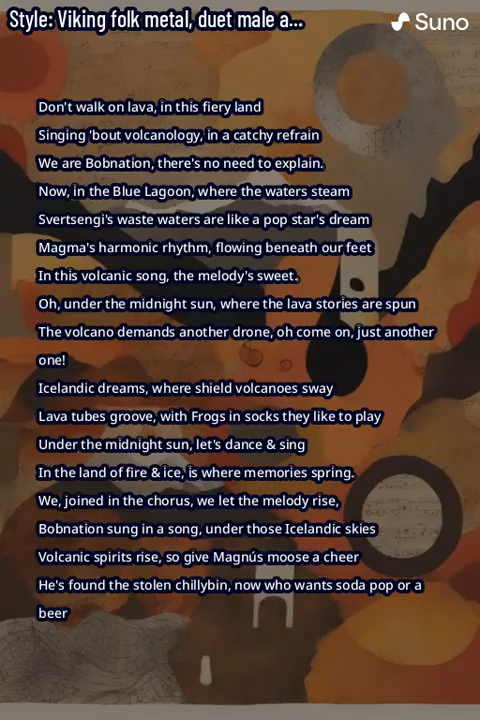 Style: Viking folk metal, duet male a...
Suno
Don't walk on lava, in this fiery land
Singing 'bout volcanology, in a catchy refrain
We are Bobnation, there's no need to explain.
Now, in the Blue Lagoon, where the waters steam
Svertsengi's waste waters are like a pop star's dream
Magma's harmonic rhythm, flowing beneath our feet
In this volcanic song, the melody's sweet.
Oh, under the midnight sun, where the lava stories are spun
The volcano demands another drone, oh come on, just another
one!
Icelandic dreams, where shield volcanoes sway
Lava tubes groove, with Frogs in socks they like to play
Under the midnight sun, let's dance & sing
In the land of fire & ice, is where memories spring.
We, joined in the chorus, we let the melody rise,
Bobnation sung in a song, under those Icelandic skies
Volcanic spirits rise, so give Magnús moose a cheer
He's found the stolen chillybin, now who wants soda pop or a
beer